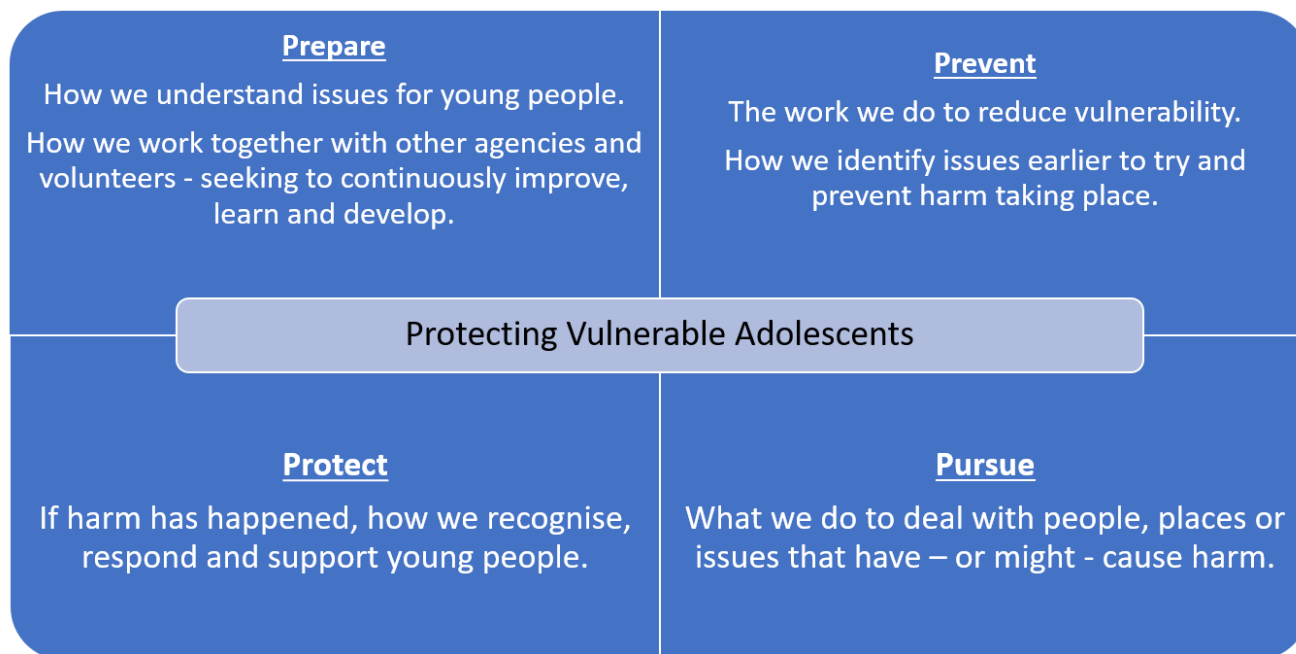 Prepare
How we understand issues for young people.
How we work together with other agencies and
volunteers - seeking to continuously improve,
learn and develop.
Prevent
The work we do to reduce vulnerability.
How we identify issues earlier to try and
prevent harm taking place.
Protecting Vulnerable Adolescents
Protect
If harm has happened, how we recognise,
respond and support young people.
Pursue
What we do to deal with people, places or
issues that have – or might - cause harm.